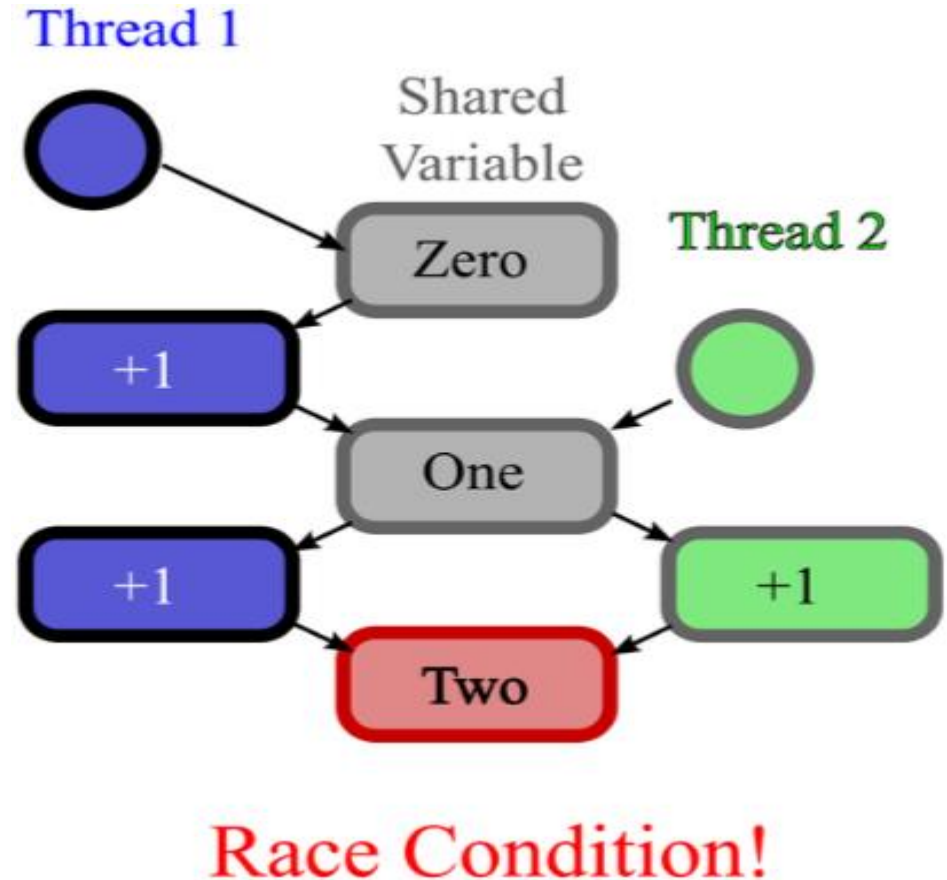 Thread 1
Shared
Variable
Zero
Thread 2
+1
One
+1
+1
Two
Race Condition!